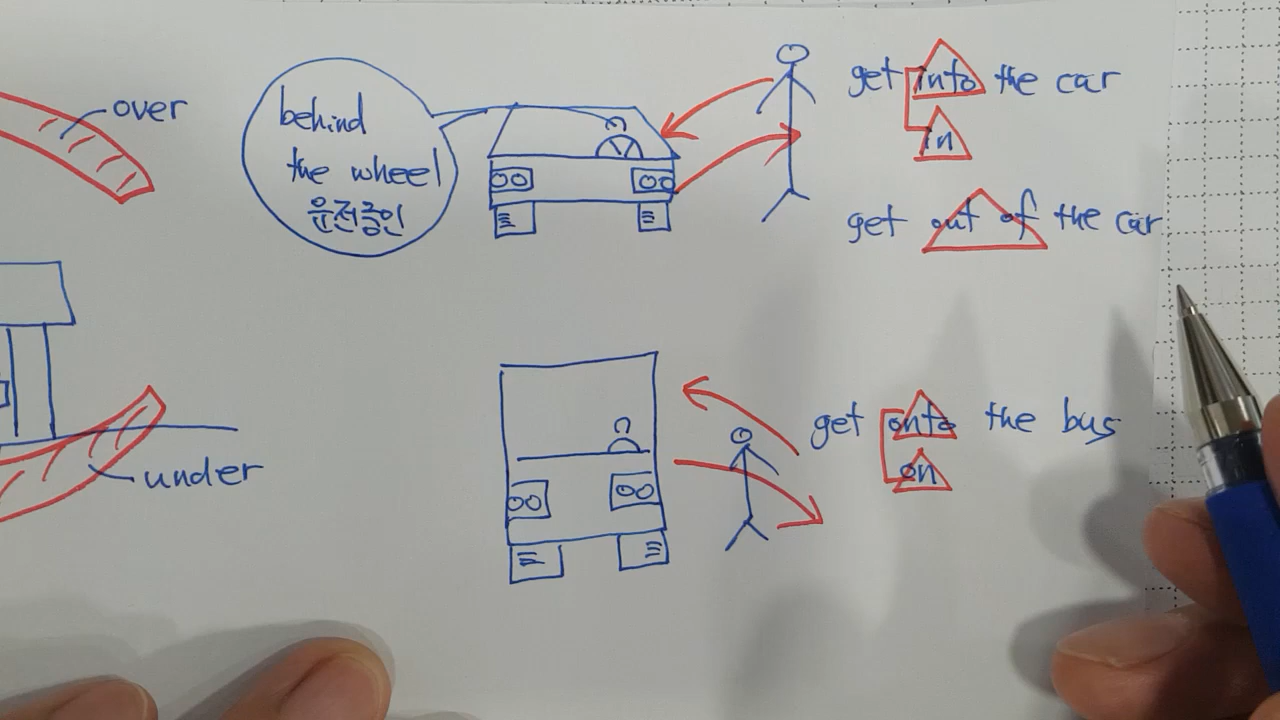 over
behind
the wheel
운전중인
get into the car
in
get out of the car
get onto the bus
on
under